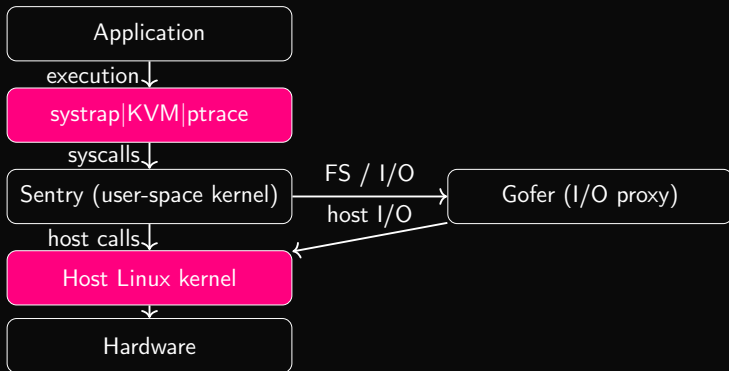 Application
execution
systrap|KVM|ptrace
syscalls
Sentry (user-space kernel)
FS / I/O
host I/O
Gofer (I/O proxy)
host calls
Host Linux kernel
Hardware